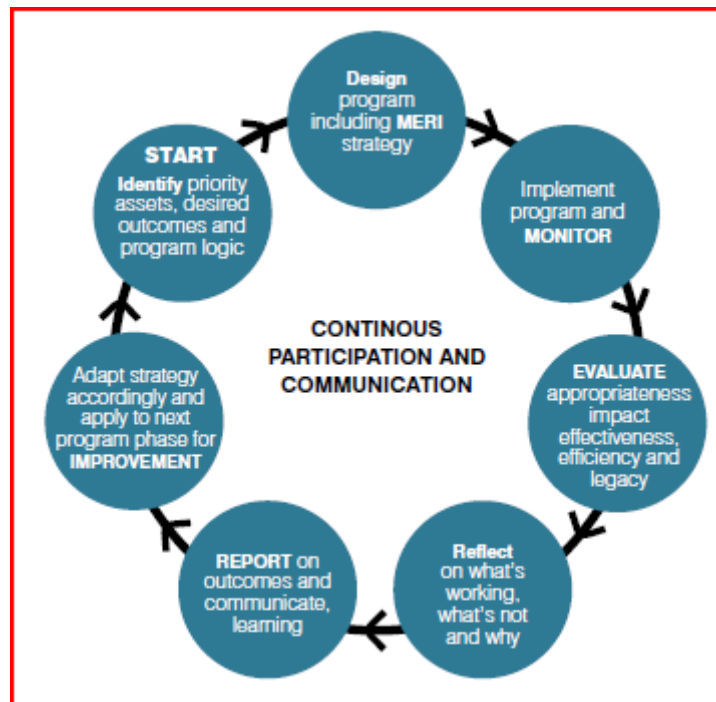 START
Identify priority
assets, desired
outcomes and
program logic
Design
program
including MERI
strategy
Implement
program and
MONITOR
EVALUATE
appropriateness
impact
effectiveness,
efficiency and
legacy
Reflect
on what's
working,
what's not
and why
REPORT on
outcomes and
communicate,
learning
Adapt strategy
accordingly and
apply to next
program phase for
IMPROVEMENT
CONTINOUS
PARTICIPATION AND
COMMUNICATION